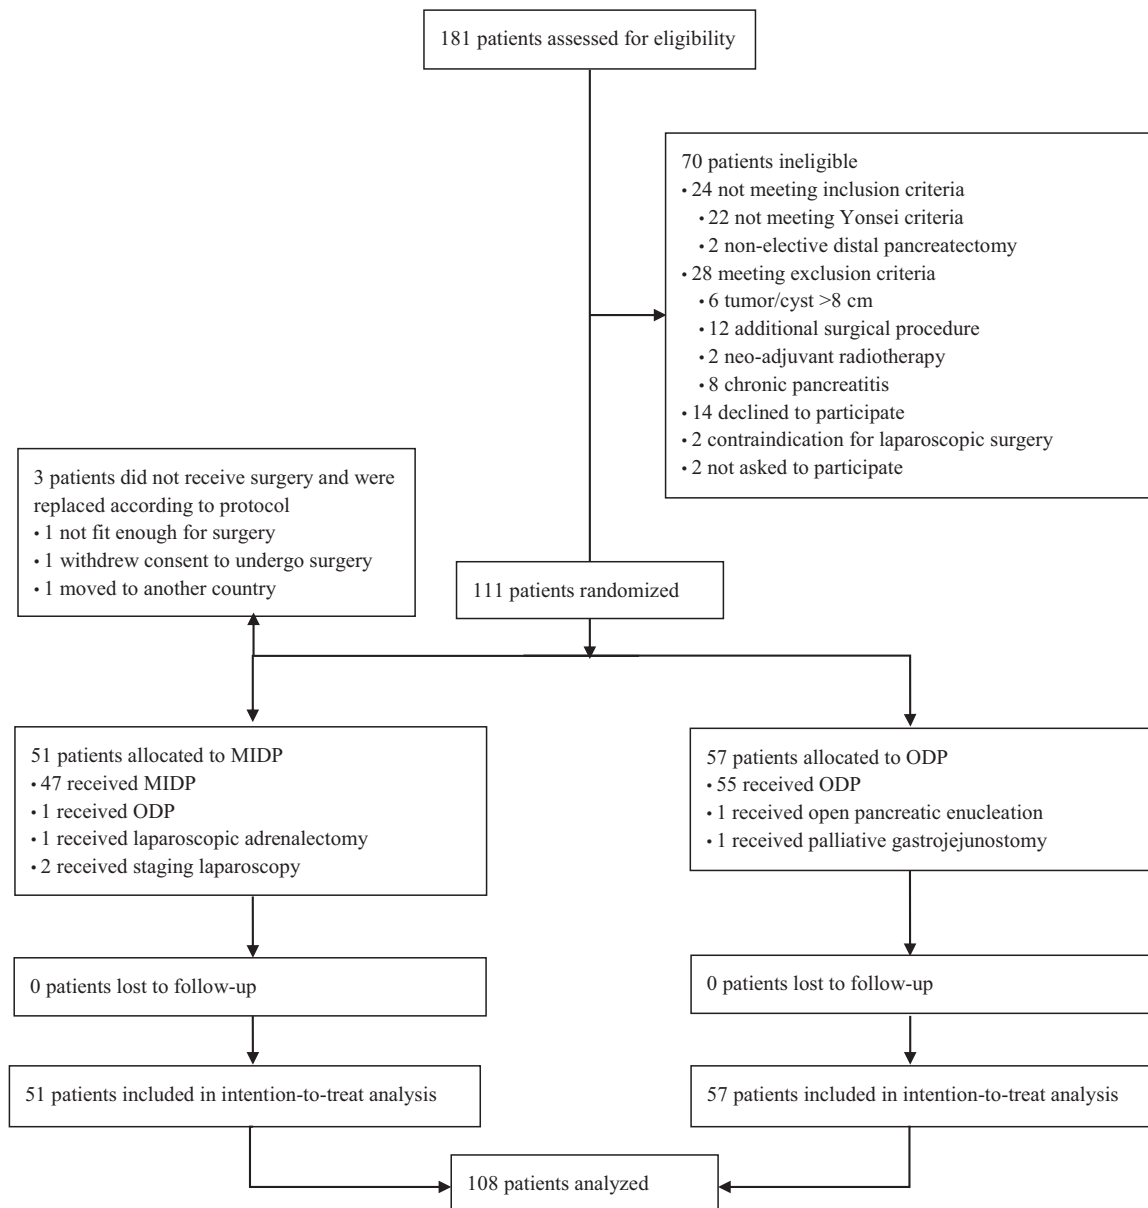 181 patients assessed for eligibility
70 patients ineligible
• 24 not meeting inclusion criteria
• 22 not meeting Yonsei criteria
• 2 non-elective distal pancreatectomy
• 28 meeting exclusion criteria
• 6 tumor/cyst >8 cm
• 12 additional surgical procedure
• 2 neo-adjuvant radiotherapy
• 8 chronic pancreatitis
• 14 declined to participate
• 2 contraindication for laparoscopic surgery
• 2 not asked to participate
3 patients did not receive surgery and were
replaced according to protocol
• 1 not fit enough for surgery
• 1 withdrew consent to undergo surgery
• 1 moved to another country
111 patients randomized
51 patients allocated to MIDP
• 47 received MIDP
• 1 received ODP
• 1 received laparoscopic adrenalectomy
• 2 received staging laparoscopy
57 patients allocated to ODP
• 55 received ODP
• 1 received open pancreatic enucleation
• 1 received palliative gastrojejunostomy
0 patients lost to follow-up
0 patients lost to follow-up
51 patients included in intention-to-treat analysis
57 patients included in intention-to-treat analysis
108 patients analyzed